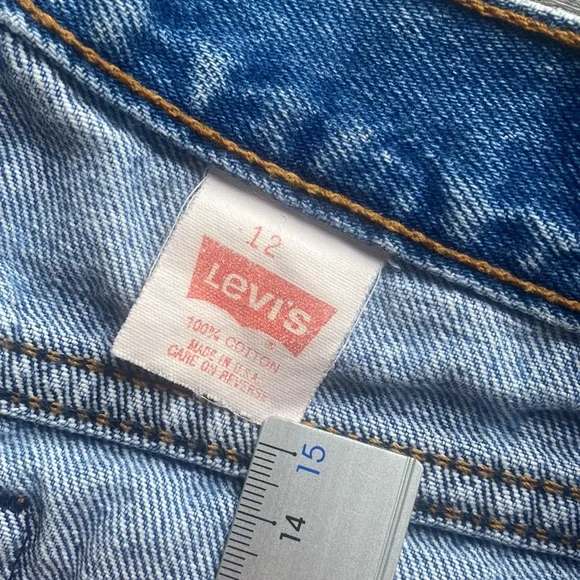 12
Levi's
®
100% COTTON
MADE IN U.S.A.
CARE ON REVERSE
15
14